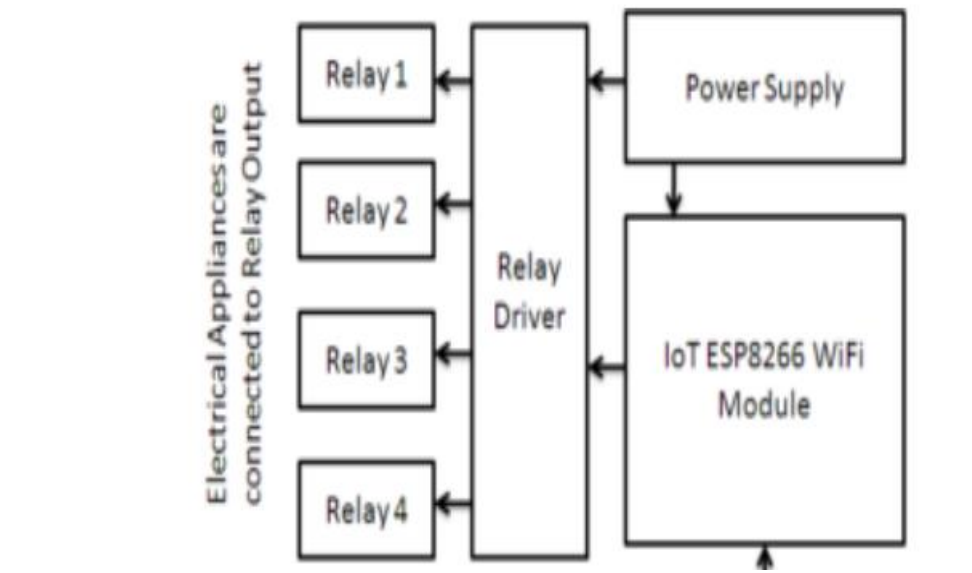 Electrical Appliances are
connected to Relay Output
Relay 1
Relay 2
Relay 3
Relay 4
Relay
Driver
Power Supply
IoT ESP8266 WiFi
Module